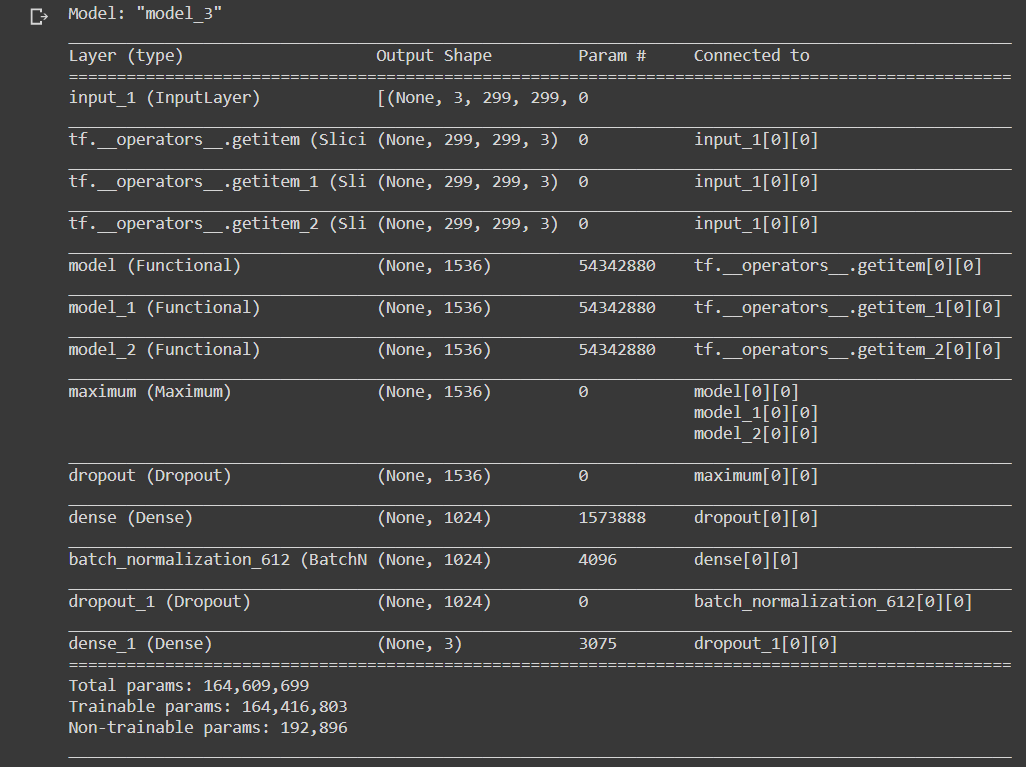 Model: "model_3"
Layer (type) Output Shape Param # Connected to
==================================================================================================
input_1 (InputLayer) [(None, 3, 299, 299, 0
tf.__operators__.getitem (Slici (None, 299, 299, 3) 0 input_1[0][0]
tf.__operators__.getitem_1 (Sli (None, 299, 299, 3) 0 input_1[0][0]
tf.__operators__.getitem_2 (Sli (None, 299, 299, 3) 0 input_1[0][0]
model (Functional) (None, 1536) 54342880 tf.__operators__.getitem[0][0]
model_1 (Functional) (None, 1536) 54342880 tf.__operators__.getitem_1[0][0]
model_2 (Functional) (None, 1536) 54342880 tf.__operators__.getitem_2[0][0]
maximum (Maximum) (None, 1536) 0 model[0][0]
model_1[0][0]
model_2[0][0]
dropout (Dropout) (None, 1536) 0 maximum[0][0]
dense (Dense) (None, 1024) 1573888 dropout[0][0]
batch_normalization_612 (BatchN (None, 1024) 4096 dense[0][0]
dropout_1 (Dropout) (None, 1024) 0 batch_normalization_612[0][0]
dense_1 (Dense) (None, 3) 3075 dropout_1[0][0]
==================================================================================================
Total params: 164,609,699
Trainable params: 164,416,803
Non-trainable params: 192,896